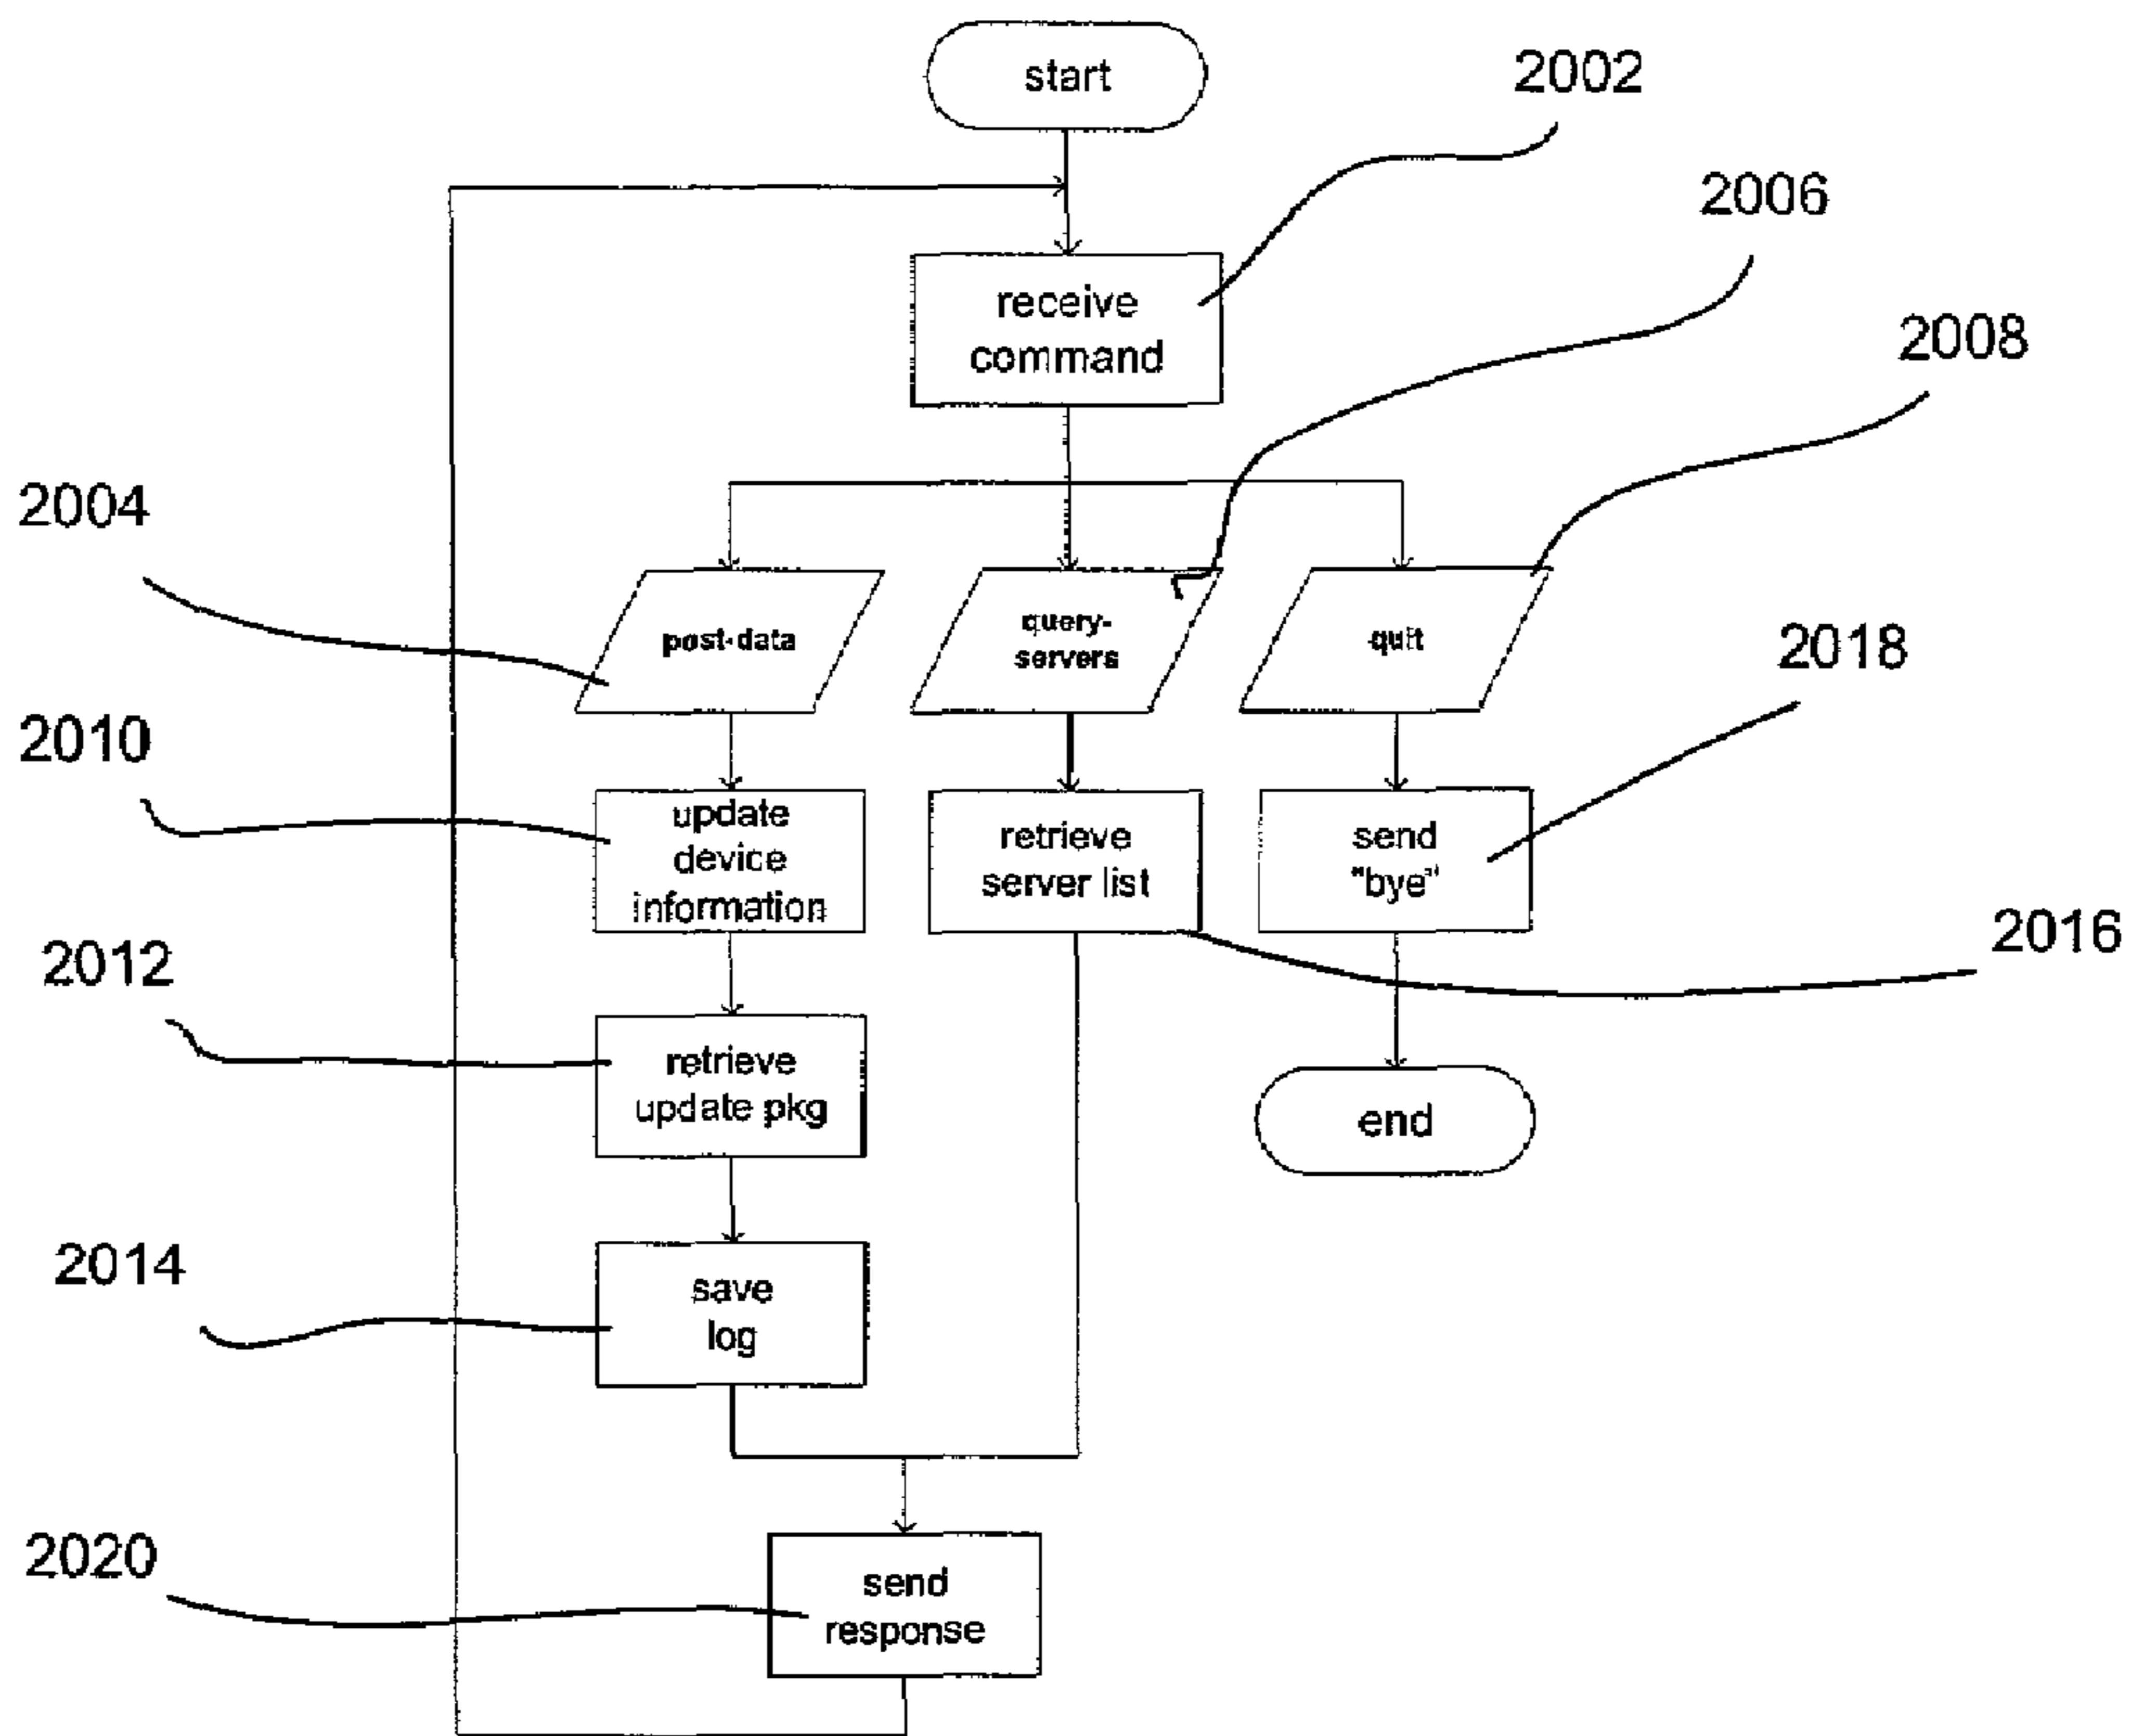 start
2002
2006
receive
command
2008
2004
post-data
query-
servers
quit
2018
2010
update
device
information
retrieve
server list
send
"bye"
2016
2012
retrieve
update pkg
end
2014
save
log
2020
send
response